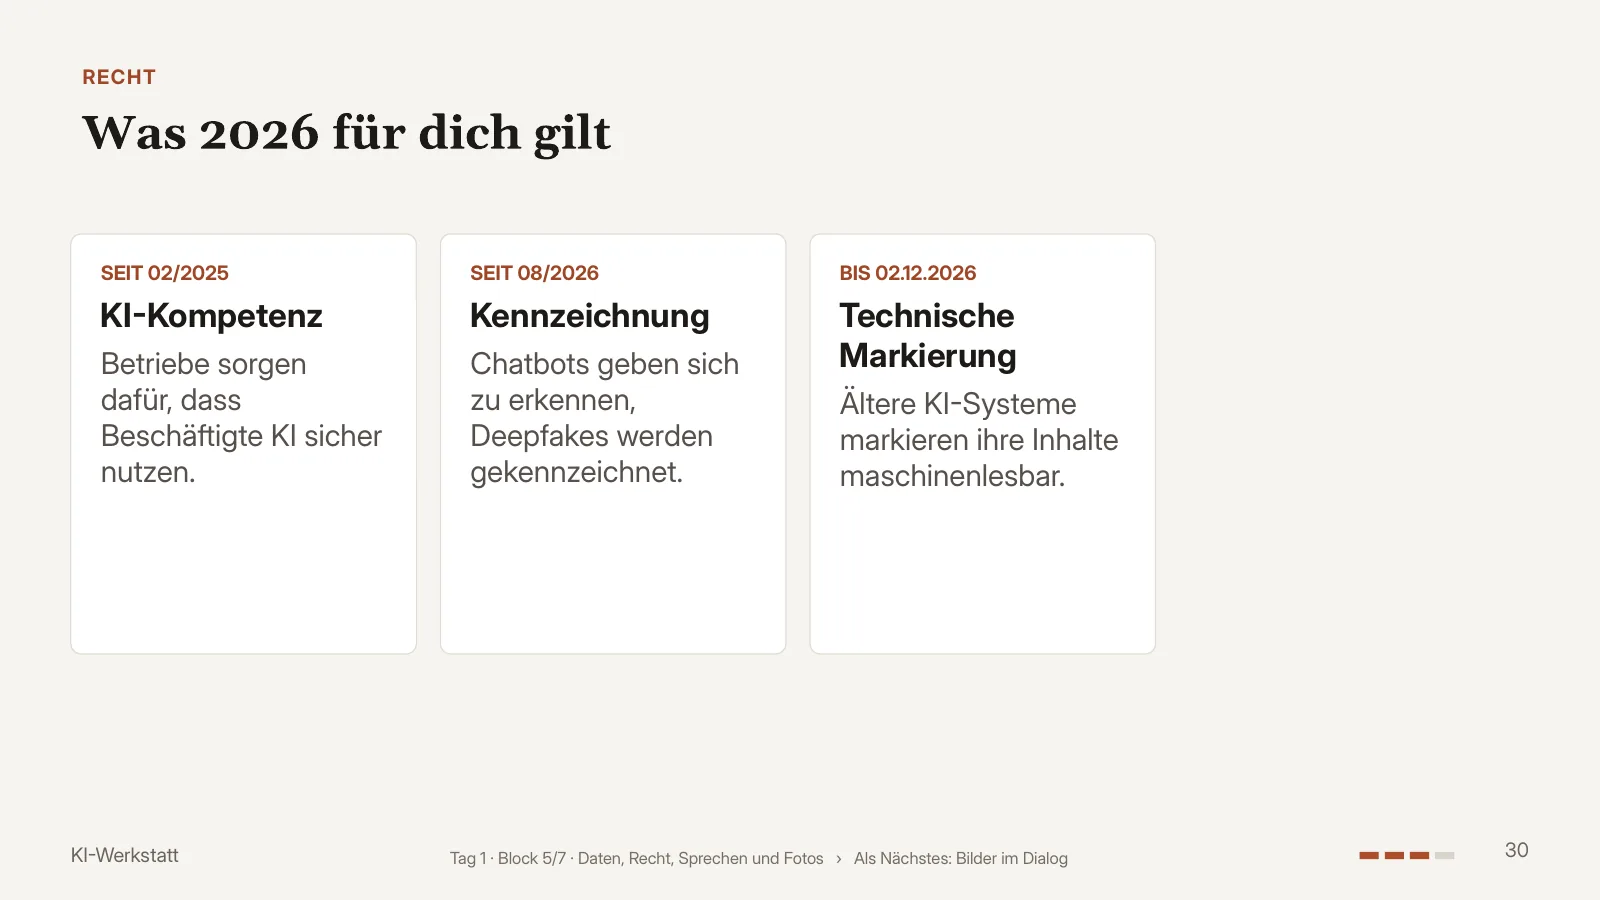 RECHT
Was 2026 für dich gilt
SEIT 02/2025
KI-Kompetenz
Betriebe sorgen
dafür, dass
Beschäftigte KI sicher
nutzen.
SEIT 08/2026
Kennzeichnung
Chatbots geben sich
zu erkennen,
Deepfakes werden
gekennzeichnet.
BIS 02.12.2026
Technische
Markierung
Ältere KI-Systeme
markieren ihre Inhalte
maschinenlesbar.
KI-Werkstatt
Tag 1 · Block 5/7 · Daten, Recht, Sprechen und Fotos › Als Nächstes: Bilder im Dialog
30